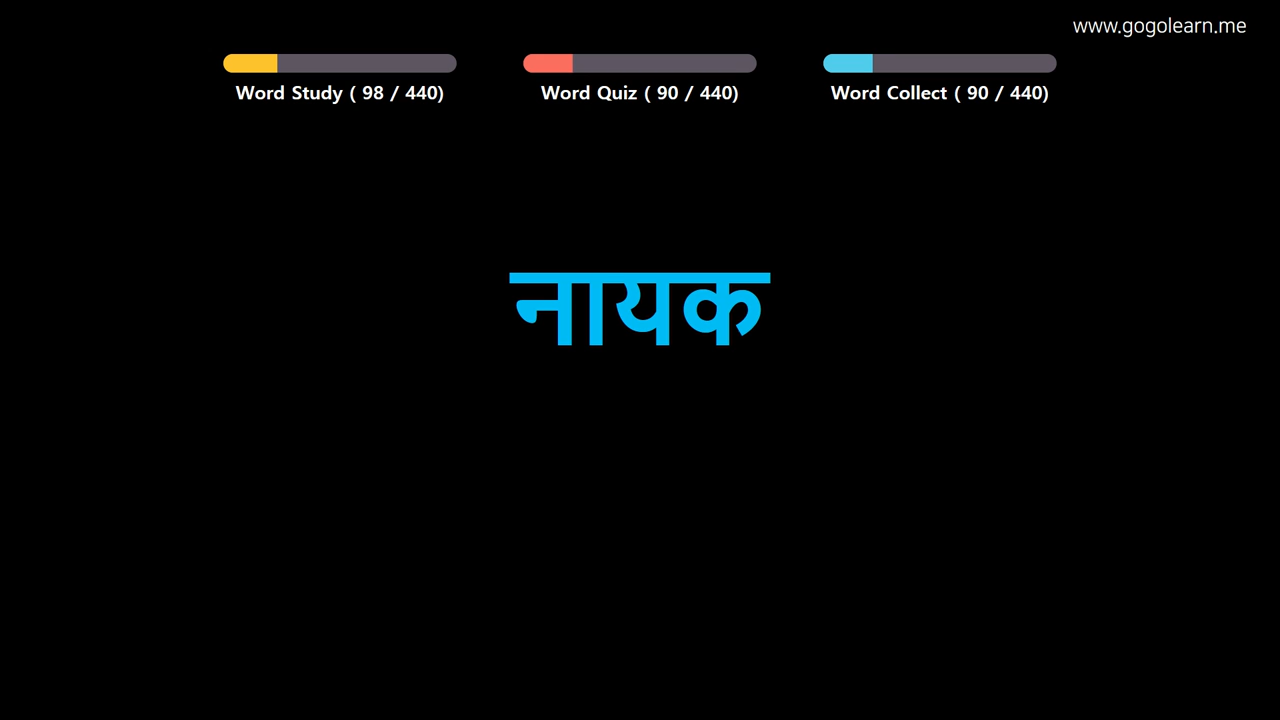 www.gogolearn.me
Word Study ( 98 / 440)
Word Quiz ( 90 / 440)
Word Collect ( 90 / 440)
नायक